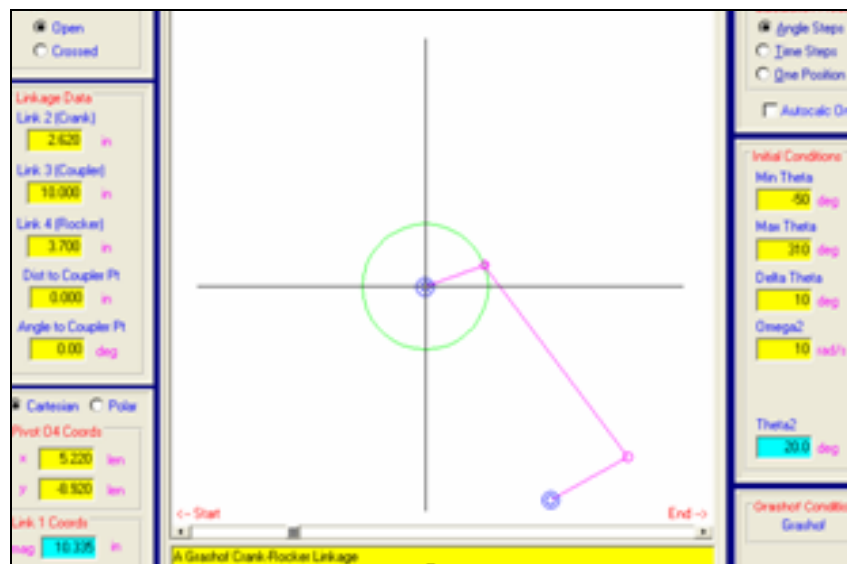 Open
Crossed
Linkage Data
Link 2 (Crank)
2.620 in
Link 3 (Coupler)
10.000 in
Link 4 (Rocker)
3.700 in
Dist to Coupler Pt
0.000 in
Angle to Coupler Pt
0.00 deg
Cartesian Polar
Pivot O4 Coords
x 5.220 len
y -8.920 len
Link 1 Coords
mag 10.335 in
<-- Start End -->
A Grashof Crank-Rocker Linkage
Angle Steps
Time Steps
One Position
Autocalc On
Initial Conditions
Min Theta
-50 deg
Max Theta
310 deg
Delta Theta
10 deg
Omega2
10 rad/s
Theta2
20.0 deg
Grashof Conditio
Grashof